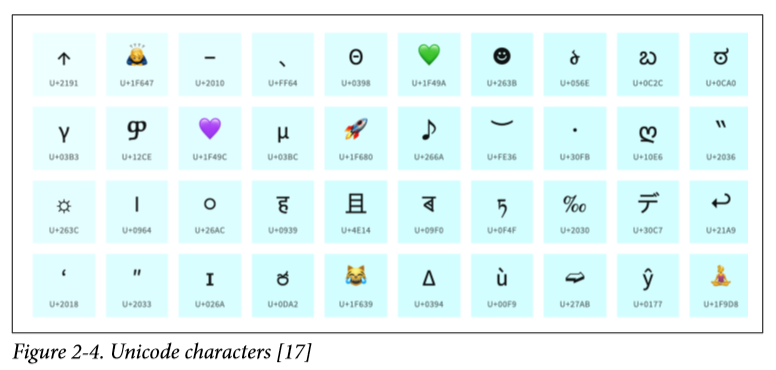 ↑ 🙇 ‐ 、 Θ 💚 ☻ ծ ಬ ಠ
U+2191 U+1F647 U+2010 U+FF64 U+0398 U+1F49A U+263B U+056E U+0C2C U+0CA0
γ ዎ 💜 μ 🚀 ♪ ︶ ・ ღ ‶
U+03B3 U+12CE U+1F49C U+03BC U+1F680 U+266A U+FE36 U+30FB U+10E6 U+2036
☼ । ⚬ ह 且 ৰ ཏ ‰ デ ↩
U+263C U+0964 U+26AC U+0939 U+4E14 U+09F0 U+0F4F U+2030 U+30C7 U+21A9
‘ ″ ɪ ජ 😹 Δ ù ➫ ŷ 🧘
U+2018 U+2033 U+026A U+0DA2 U+1F639 U+0394 U+00F9 U+27AB U+0177 U+1F9D8
Figure 2-4. Unicode characters [17]